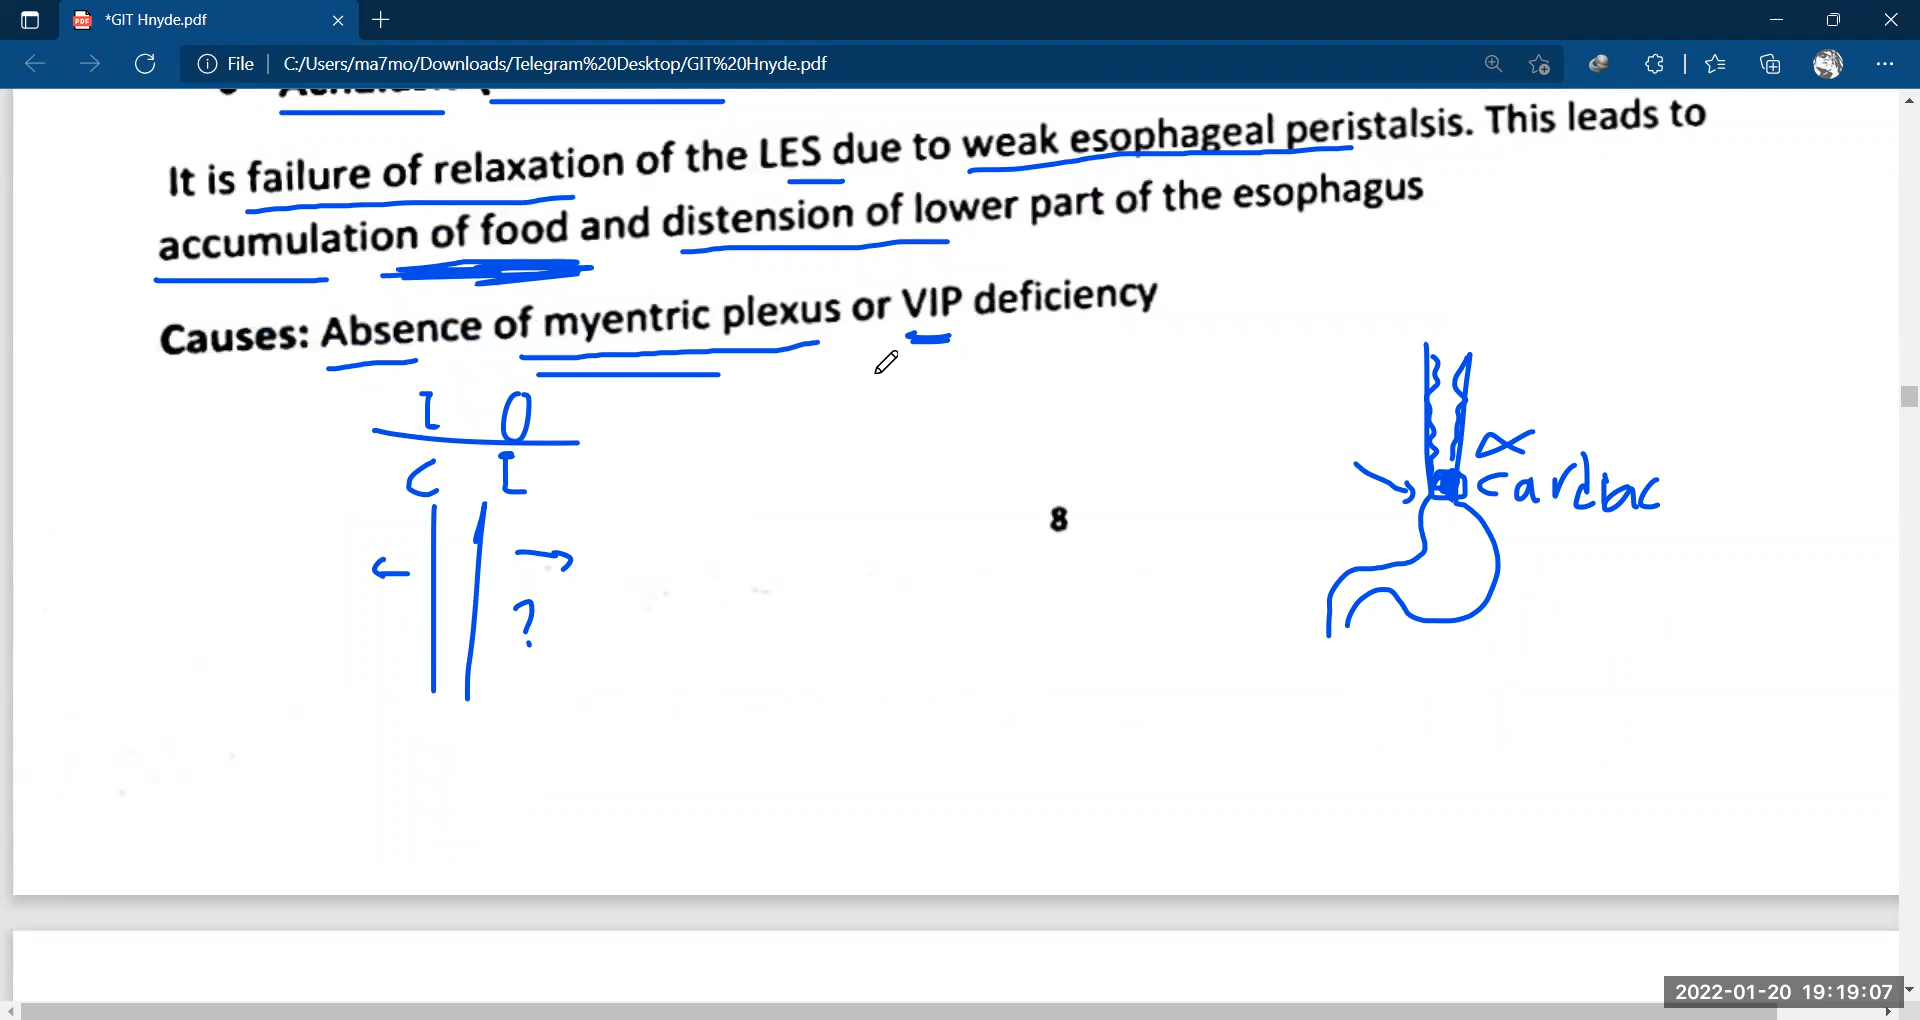 *GIT Hnyde.pdf
File C:/Users/ma7mo/Downloads/Telegram%20Desktop/GIT%20Hnyde.pdf
It is failure of relaxation of the LES due to weak esophageal peristalsis. This leads to
accumulation of food and distension of lower part of the esophagus
Causes: Absence of myentric plexus or VIP deficiency
I O
C L
?
cardiac
8
2022-01-20 19:19:07